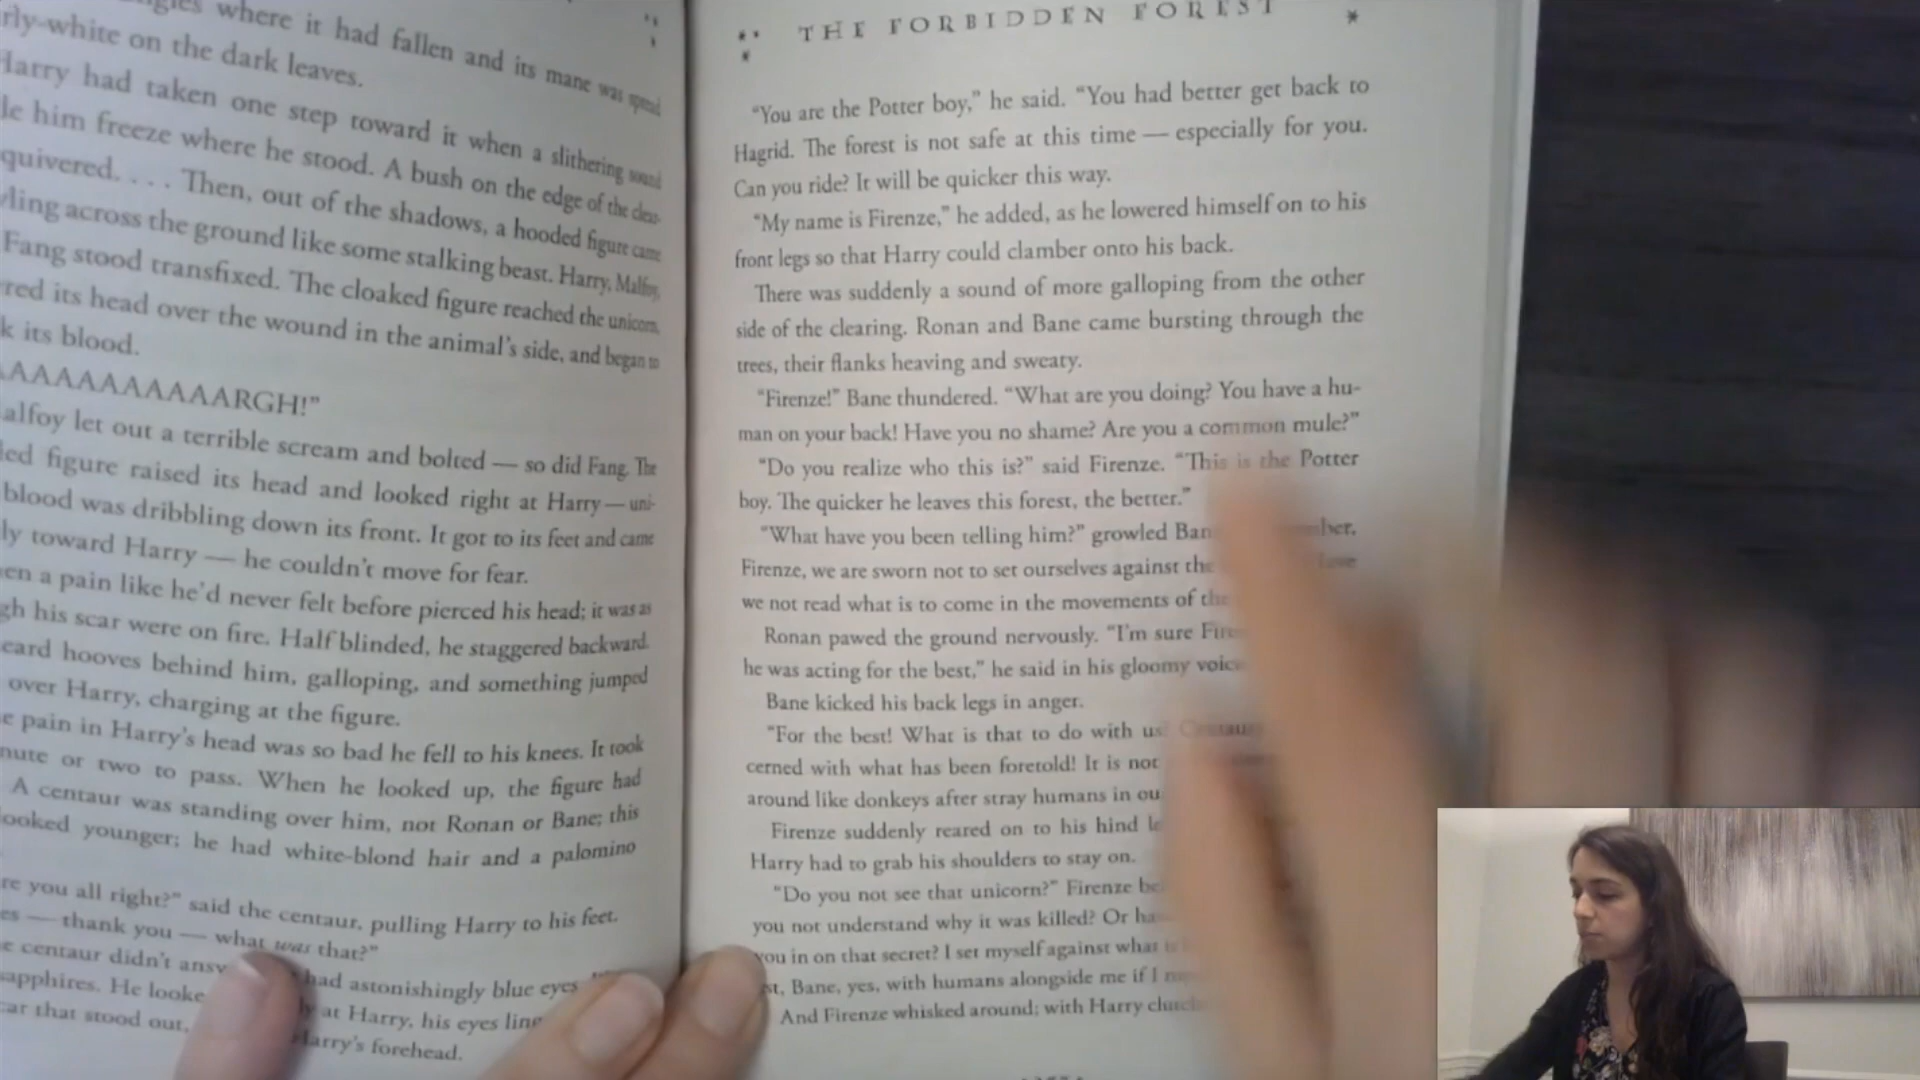 where it had fallen and its mane was spread
rly-white on the dark leaves.
Harry had taken one step toward it when a slithering sound
le him freeze where he stood. A bush on the edge of the clear-
quivered. . . . Then, out of the shadows, a hooded figure came
ling across the ground like some stalking beast. Harry, Malfoy,
Fang stood transfixed. The cloaked figure reached the unicorn,
red its head over the wound in the animal's side, and began to
k its blood.
AAAAAAAAAAARGH!"
alfoy let out a terrible scream and bolted — so did Fang. The
ed figure raised its head and looked right at Harry — uni-
blood was dribbling down its front. It got to its feet and came
ly toward Harry — he couldn't move for fear.
en a pain like he'd never felt before pierced his head; it was as
gh his scar were on fire. Half blinded, he staggered backward.
eard hooves behind him, galloping, and something jumped
over Harry, charging at the figure.
e pain in Harry's head was so bad he fell to his knees. It took
nute or two to pass. When he looked up, the figure had
A centaur was standing over him, not Ronan or Bane; this
ooked younger; he had white-blond hair and a palomino
re you all right?" said the centaur, pulling Harry to his feet.
es — thank you — what was that?"
e centaur didn't answ had astonishingly blue eyes
sapphires. He looke at Harry, his eyes ling
car that stood out, Harry's forehead.
THE FORBIDDEN FOREST
"You are the Potter boy," he said. "You had better get back to
Hagrid. The forest is not safe at this time — especially for you.
Can you ride? It will be quicker this way.
"My name is Firenze," he added, as he lowered himself on to his
front legs so that Harry could clamber onto his back.
There was suddenly a sound of more galloping from the other
side of the clearing. Ronan and Bane came bursting through the
trees, their flanks heaving and sweaty.
"Firenze!" Bane thundered. "What are you doing? You have a hu-
man on your back! Have you no shame? Are you a common mule?"
"Do you realize who this is?" said Firenze. "This is the Potter
boy. The quicker he leaves this forest, the better."
"What have you been telling him?" growled Ban
Firenze, we are sworn not to set ourselves against the
we not read what is to come in the movements of the
Ronan pawed the ground nervously. "I'm sure Fire
he was acting for the best," he said in his gloomy voice
Bane kicked his back legs in anger.
"For the best! What is that to do with us?
cerned with what has been foretold! It is not
around like donkeys after stray humans in ou
Firenze suddenly reared on to his hind le
Harry had to grab his shoulders to stay on.
"Do you not see that unicorn?" Firenze be
you not understand why it was killed? Or ha
you in on that secret? I set myself against what
st, Bane, yes, with humans alongside me if I
And Firenze whisked around; with Harry clutch